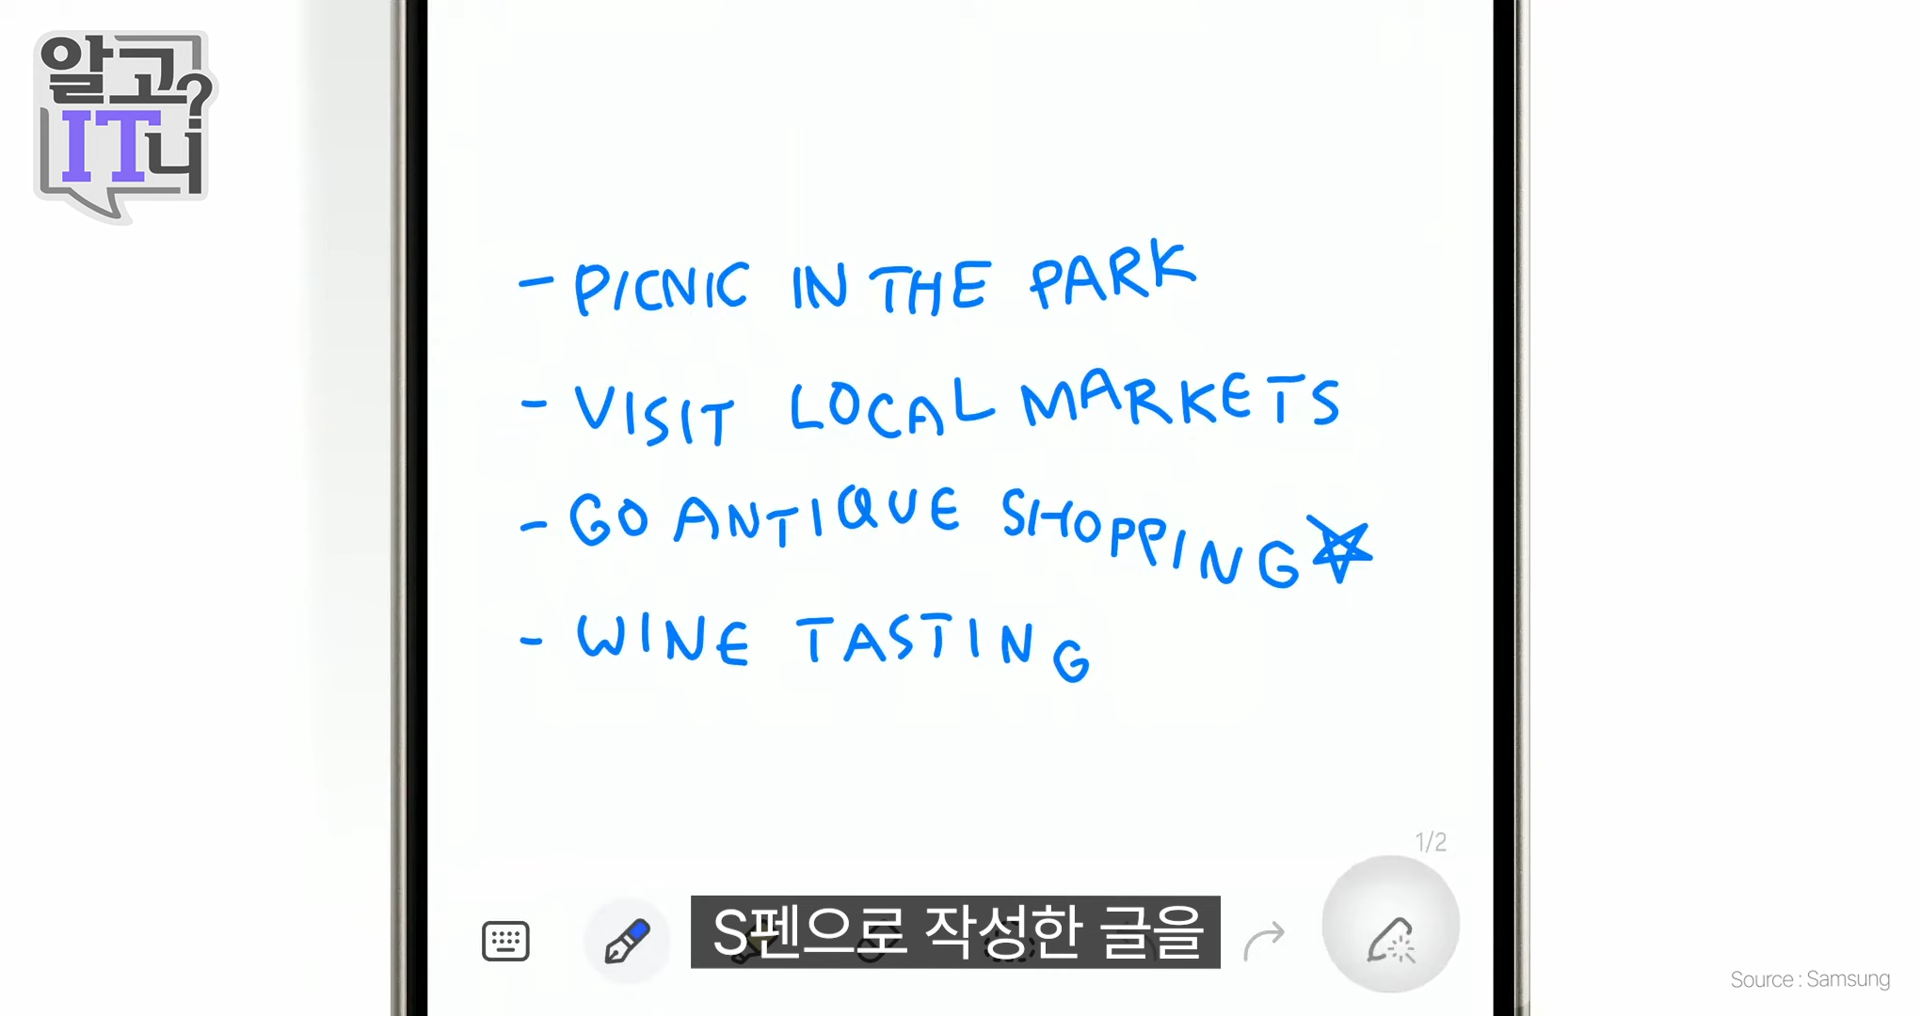 알고?
IT니
- PICNIC IN THE PARK
- VISIT LOCAL MARKETS
- GO ANTIQUE SHOPPING
- WINE TASTING
1/2
S펜으로 작성한 글을
Source : Samsung